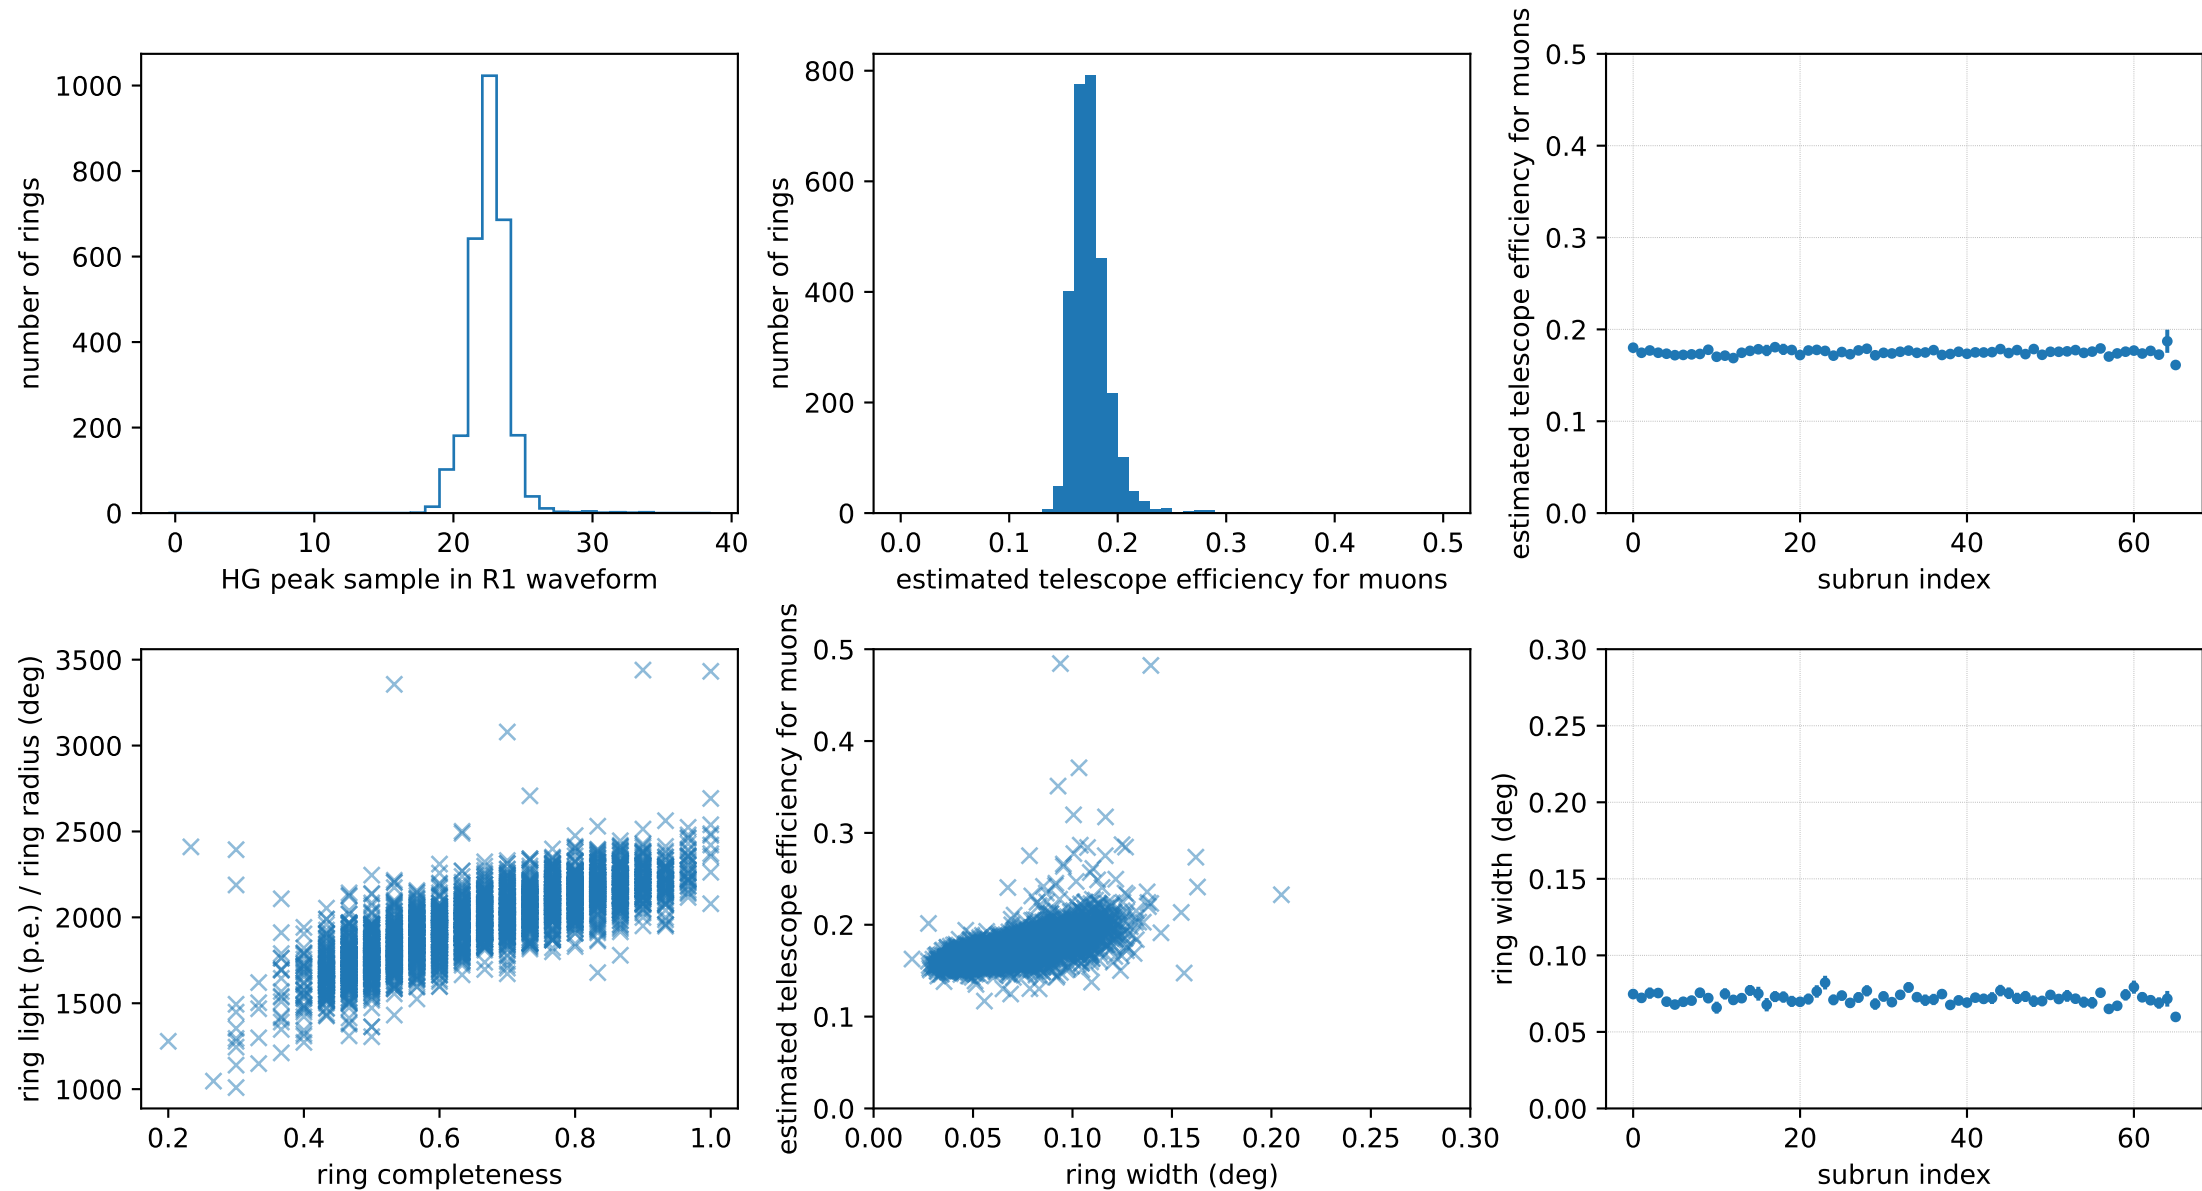 number of rings
1000
800
600
400
200
0
0 10 20 30 40
HG peak sample in R1 waveform
number of rings
800
600
400
200
0
0.0 0.1 0.2 0.3 0.4 0.5
estimated telescope efficiency for muons
estimated telescope efficiency for muons
0.5
0.4
0.3
0.2
0.1
0.0
0 20 40 60
subrun index
ring light (p.e.) / ring radius (deg)
3500
3000
2500
2000
1500
1000
0.2 0.4 0.6 0.8 1.0
ring completeness
estimated telescope efficiency for muons
0.5
0.4
0.3
0.2
0.1
0.0
0.00 0.05 0.10 0.15 0.20 0.25 0.30
ring width (deg)
ring width (deg)
0.30
0.25
0.20
0.15
0.10
0.05
0.00
0 20 40 60
subrun index